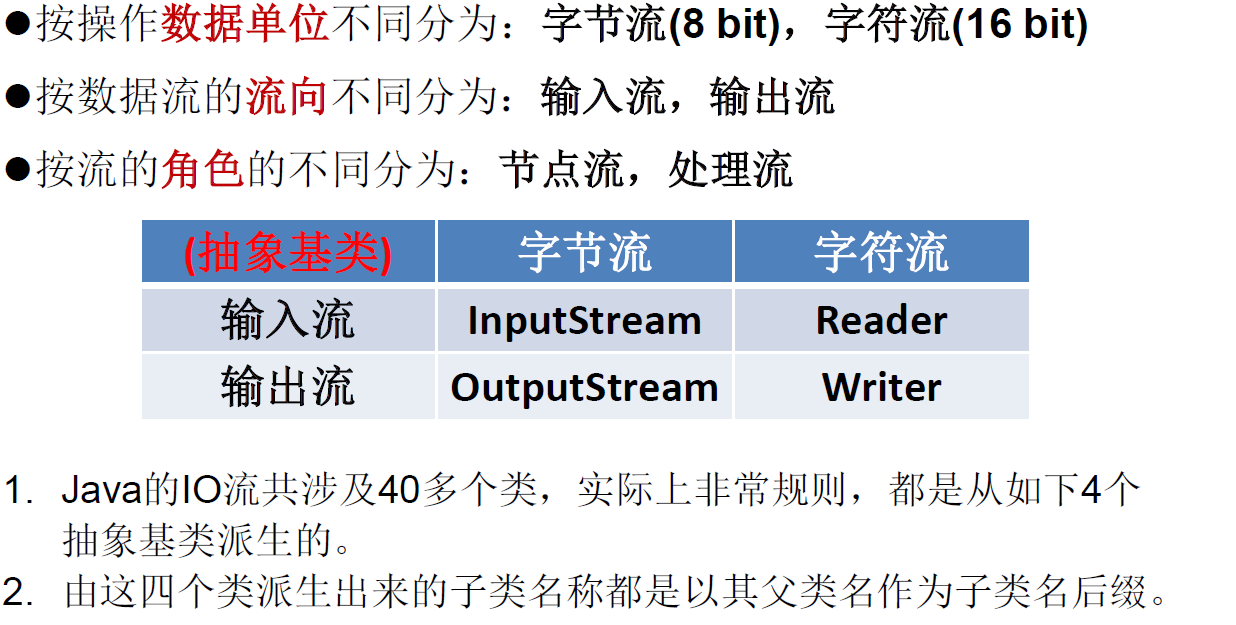 ●按操作数据单位不同分为：字节流(8 bit)，字符流(16 bit)
●按数据流的流向不同分为：输入流，输出流
●按流的角色的不同分为：节点流，处理流
(抽象基类) 字节流 字符流
输入流 InputStream Reader
输出流 OutputStream Writer
1. Java的IO流共涉及40多个类，实际上非常规则，都是从如下4个
抽象基类派生的。
2. 由这四个类派生出来的子类名称都是以其父类名作为子类名后缀。